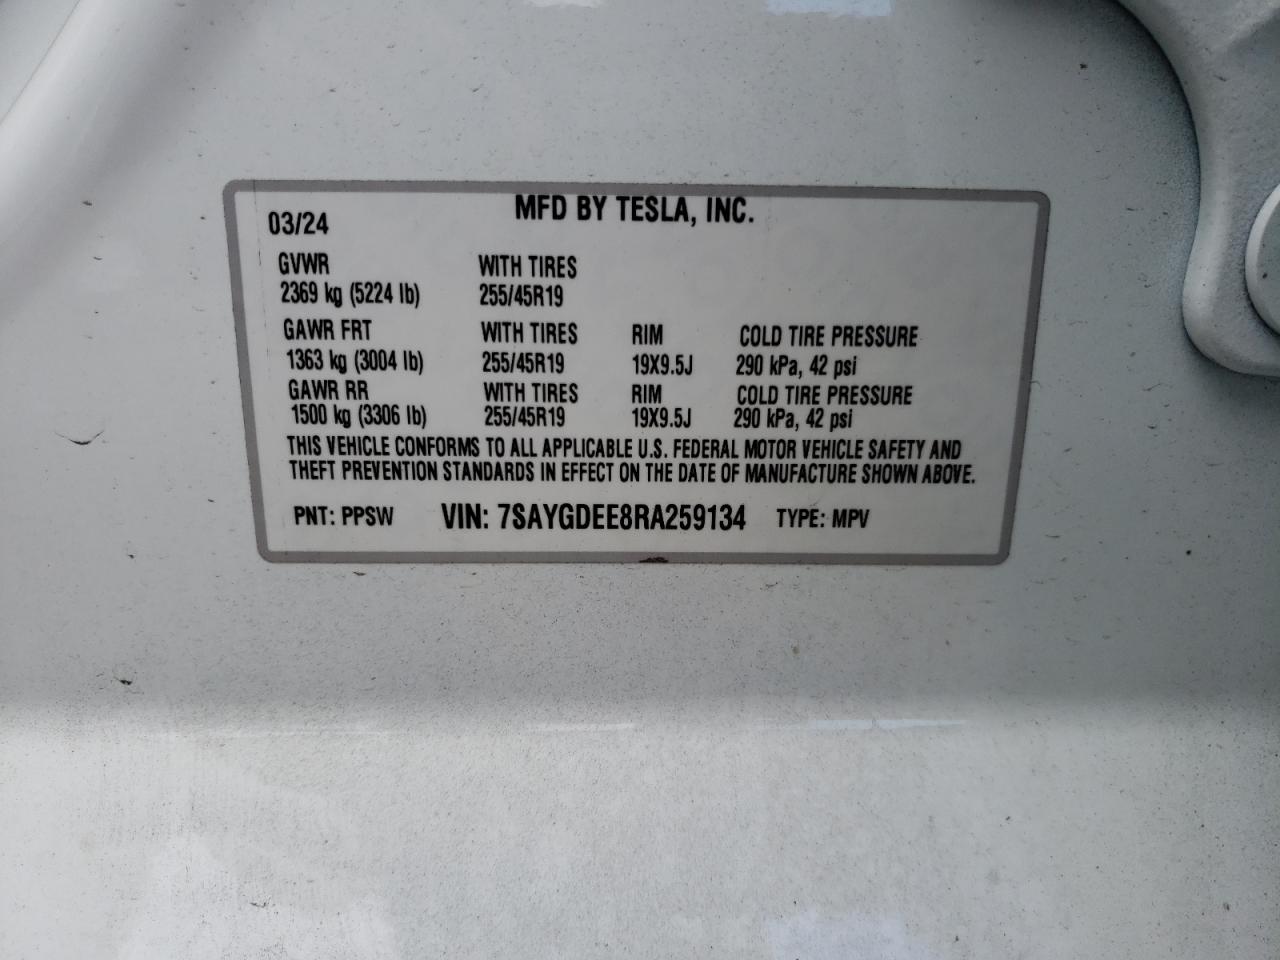 MFD BY TESLA, INC.
03/24
GVWR WITH TIRES
2369 kg (5224 lb) 255/45R19
GAWR FRT WITH TIRES RIM COLD TIRE PRESSURE
1363 kg (3004 lb) 255/45R19 19X9.5J 290 kPa, 42 psi
GAWR RR WITH TIRES RIM COLD TIRE PRESSURE
1500 kg (3306 lb) 255/45R19 19X9.5J 290 kPa, 42 psi
THIS VEHICLE CONFORMS TO ALL APPLICABLE U.S. FEDERAL MOTOR VEHICLE SAFETY AND
THEFT PREVENTION STANDARDS IN EFFECT ON THE DATE OF MANUFACTURE SHOWN ABOVE.
PNT: PPSW VIN: 7SAYGDEE8RA259134 TYPE: MPV